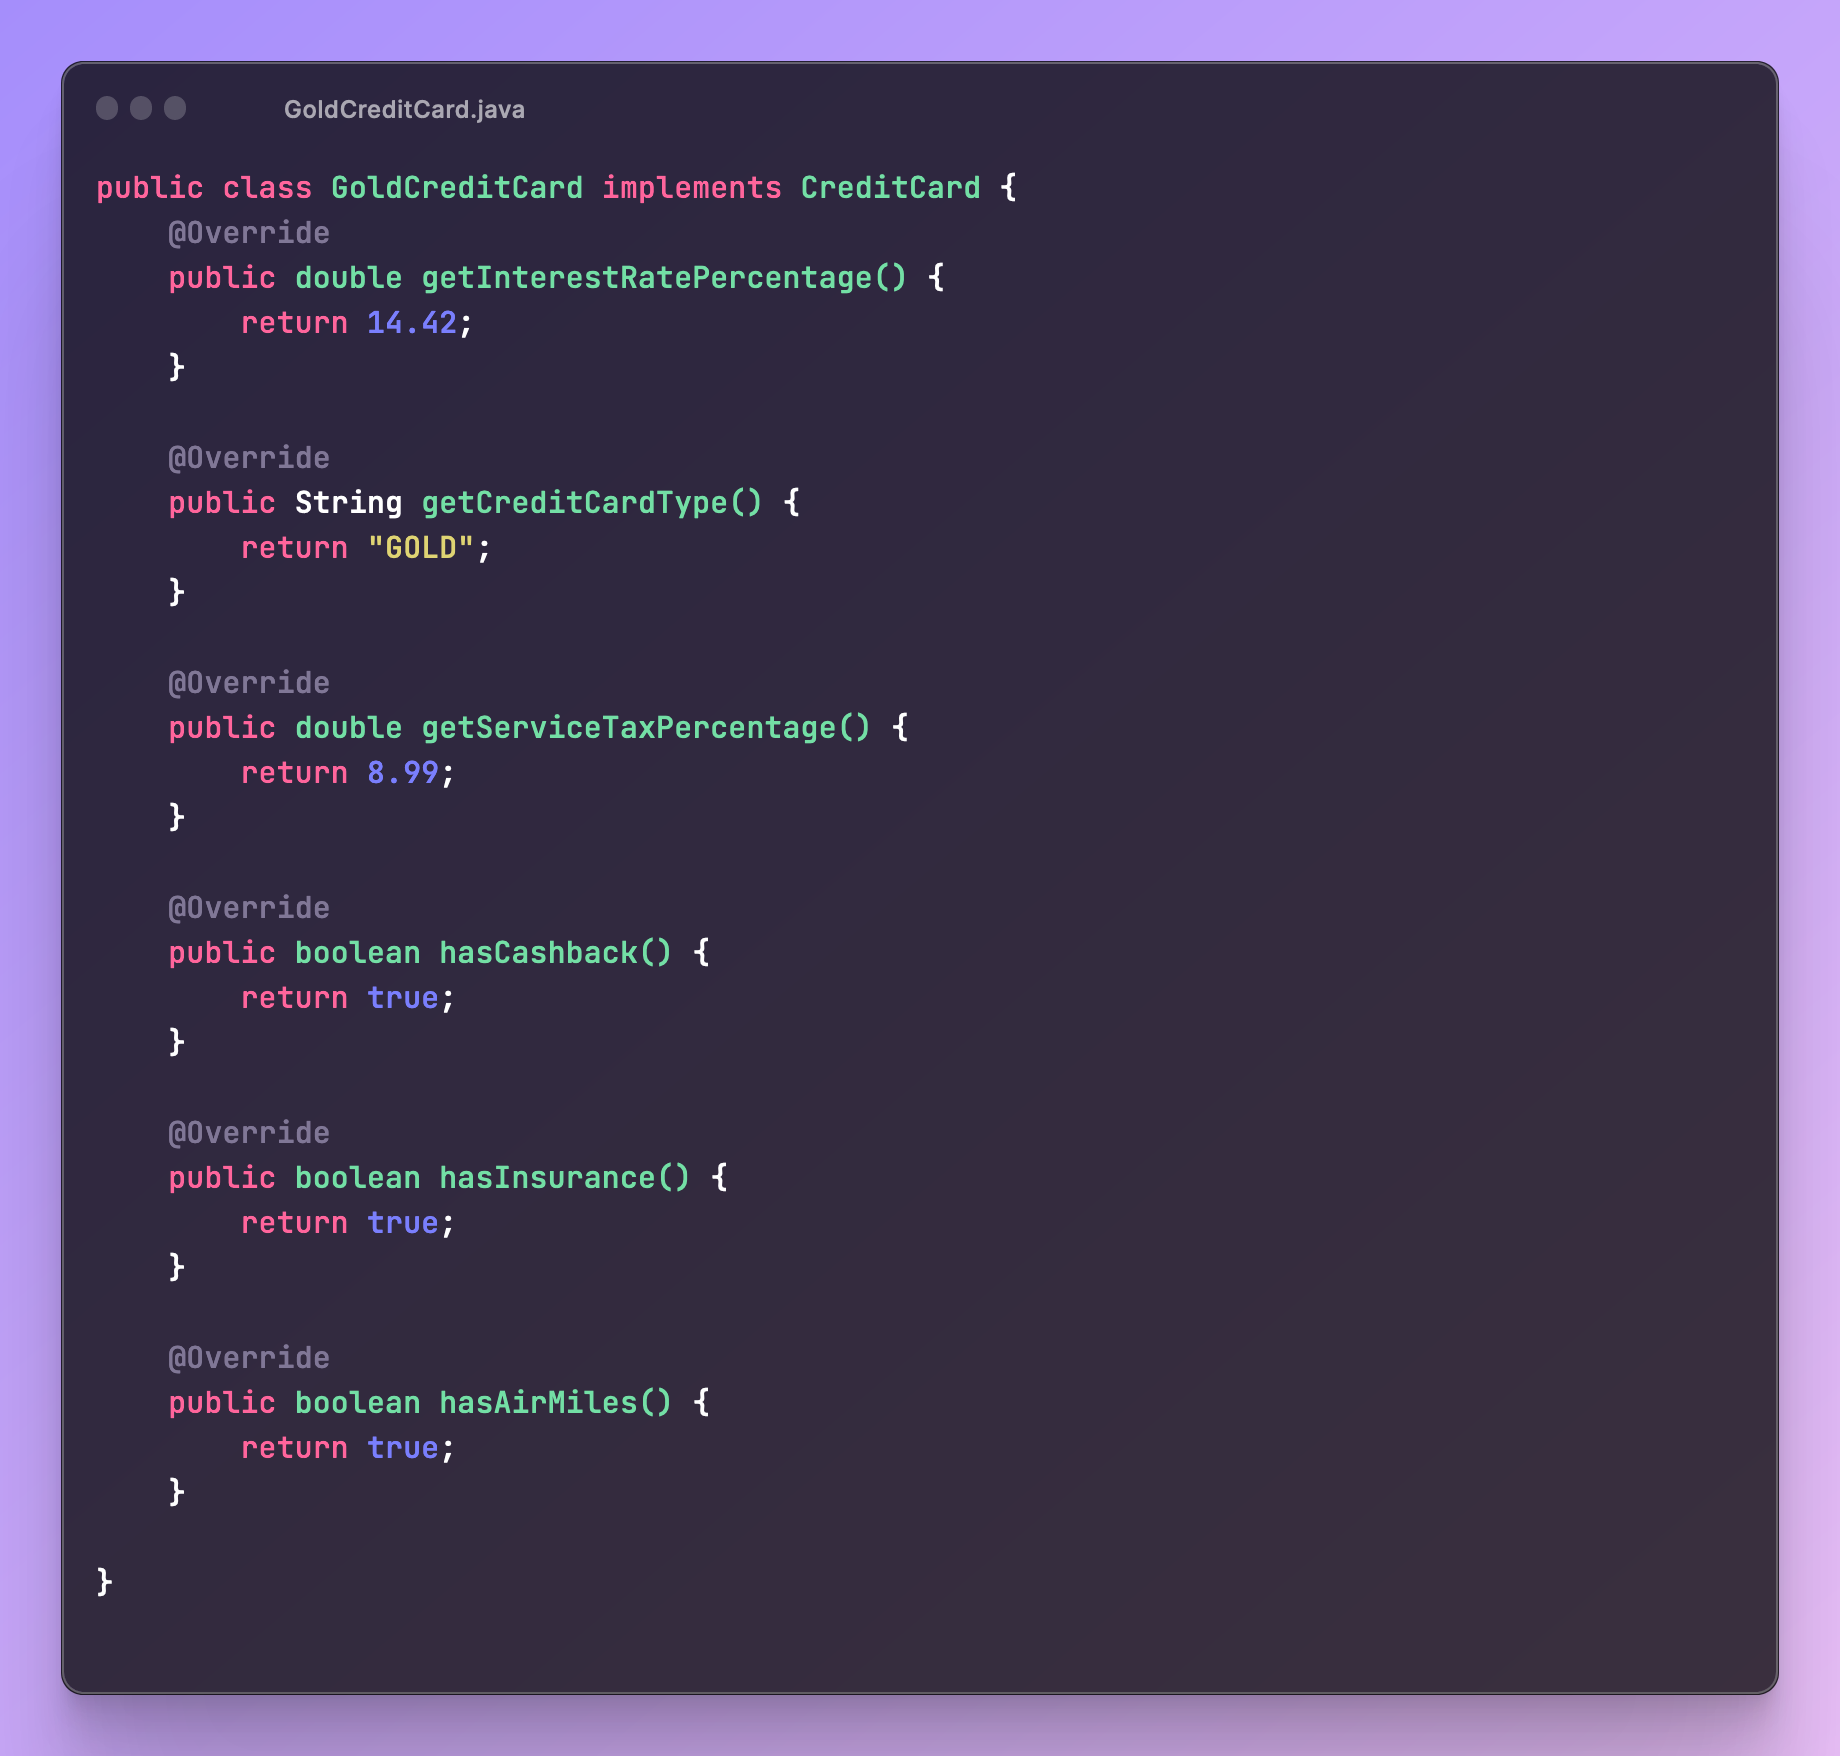 GoldCreditCard.java
public class GoldCreditCard implements CreditCard {
    @Override
    public double getInterestRatePercentage() {
        return 14.42;
    }

    @Override
    public String getCreditCardType() {
        return "GOLD";
    }

    @Override
    public double getServiceTaxPercentage() {
        return 8.99;
    }

    @Override
    public boolean hasCashback() {
        return true;
    }

    @Override
    public boolean hasInsurance() {
        return true;
    }

    @Override
    public boolean hasAirMiles() {
        return true;
    }

}